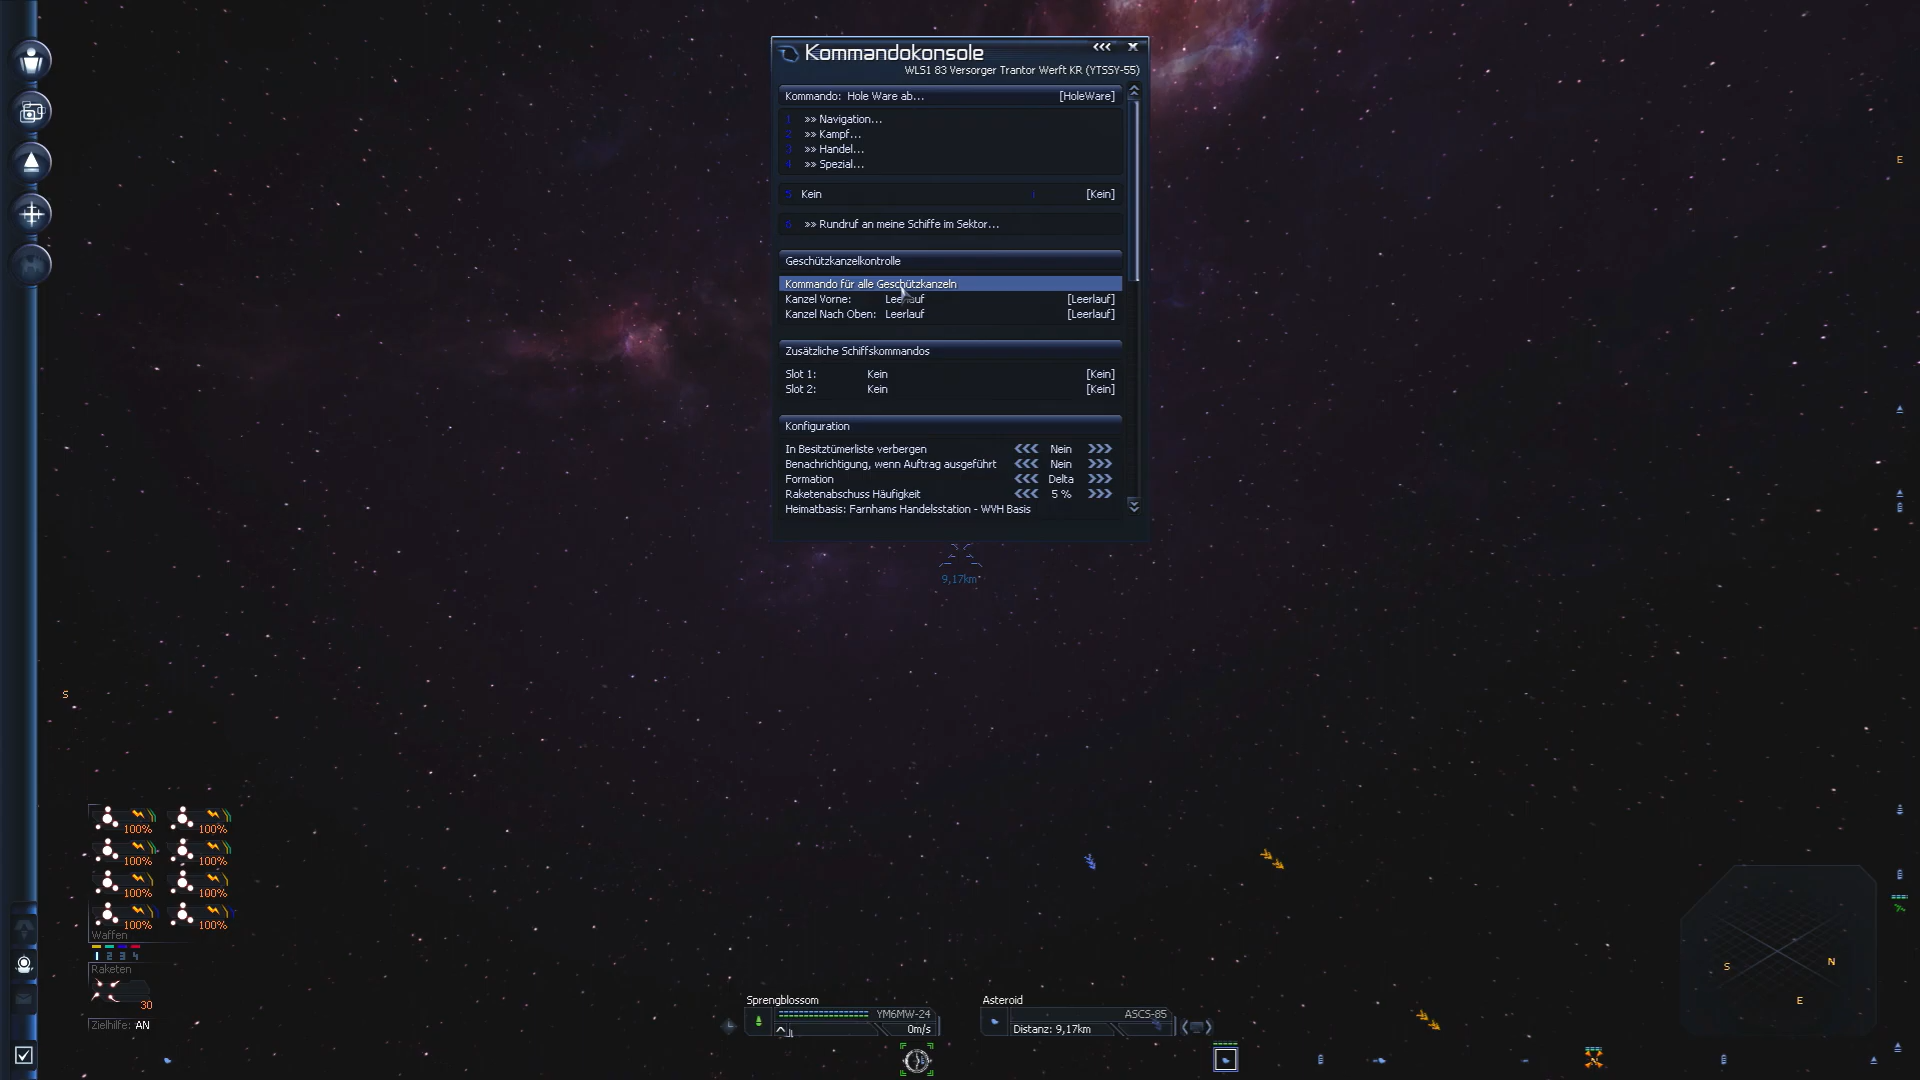 Kommandokonsole
WLS1 83 Versorger Trantor Werft KR (YTSSY-55)
Kommando: Hole Ware ab... [HoleWare]
1 >> Navigation...
2 >> Kampf...
3 >> Handel...
4 >> Spezial...
5 Kein [Kein]
6 >> Rundruf an meine Schiffe im Sektor...
Geschützkanzelkontrolle
Kommando für alle Geschützkanzeln
Kanzel Vorne: Leerlauf [Leerlauf]
Kanzel Nach Oben: Leerlauf [Leerlauf]
Zusätzliche Schiffskommandos
Slot 1: Kein [Kein]
Slot 2: Kein [Kein]
Konfiguration
In Besitztümerliste verbergen Nein
Benachrichtigung, wenn Auftrag ausgeführt Nein
Formation Delta
Raketenabschuss Häufigkeit 5 %
Heimatbasis: Farnhams Handelsstation - WVH Basis
9,17km
E
S
100% 100%
100% 100%
100% 100%
100% 100%
Waffen
1 2 3 4
Raketen
30
Zielhilfe: AN
Sprengblossom
YM6MW-24
0m/s
Asteroid
ASCS-85
Distanz: 9,17km
S N
E